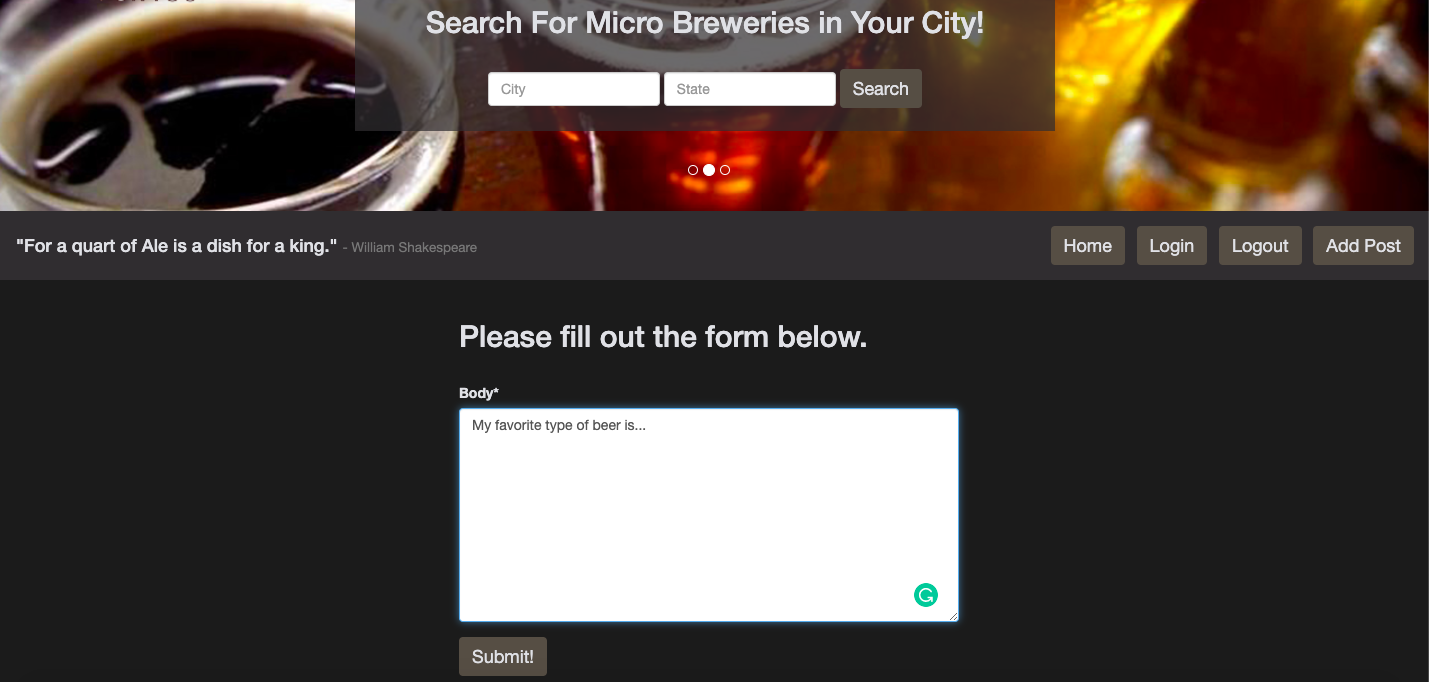 Search For Micro Breweries in Your City!
City State Search
"For a quart of Ale is a dish for a king." - William Shakespeare Home Login Logout Add Post
Please fill out the form below.
Body*
My favorite type of beer is...
Submit!